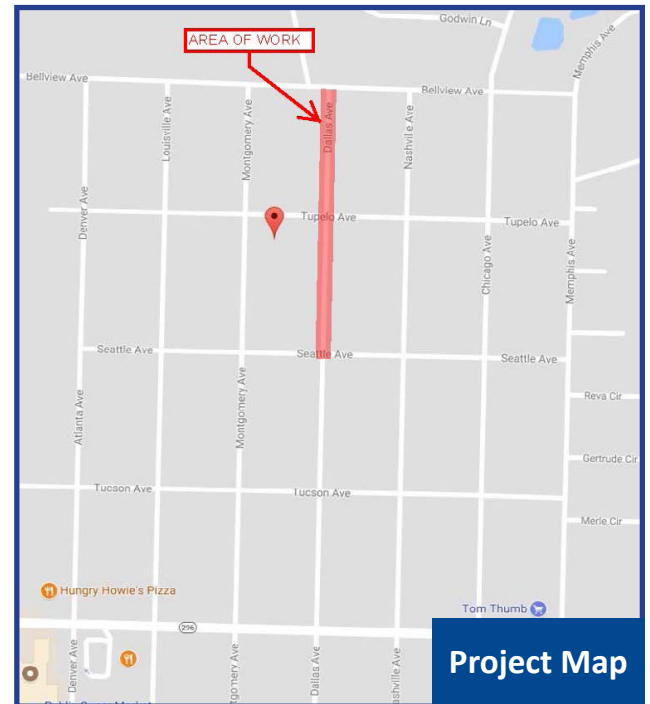 Godwin Ln
AREA OF WORK
Memphis Ave
Bellview Ave
Bellview Ave
Louisville Ave
Montgomery Ave
Dallas Ave
Nashville Ave
Denver Ave
Tupelo Ave
Tupelo Ave
Chicago Ave
Memphis Ave
Seattle Ave
Seattle Ave
Seattle Ave
Atlanta Ave
Montgomery Ave
Reva Cir
Gertrude Cir
Tucson Ave
Tucson Ave
Merle Cir
Hungry Howie's Pizza
Tom Thumb
296
Denver Ave
tgomery Ave
Dallas Ave
ashville Ave
Project Map